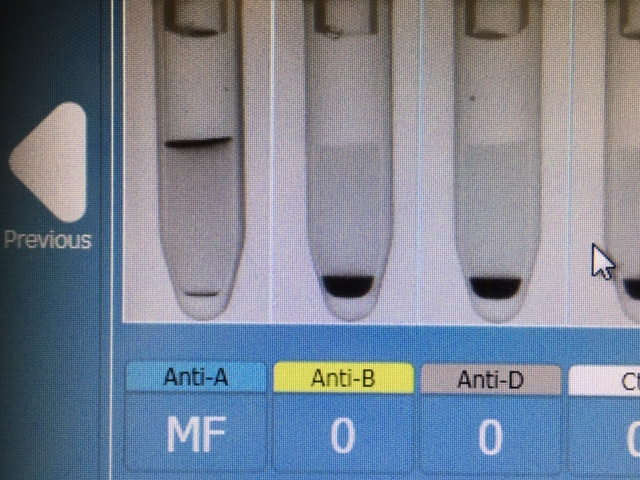 Previous
Anti-A
Anti-B
Anti-D
MF
0
0